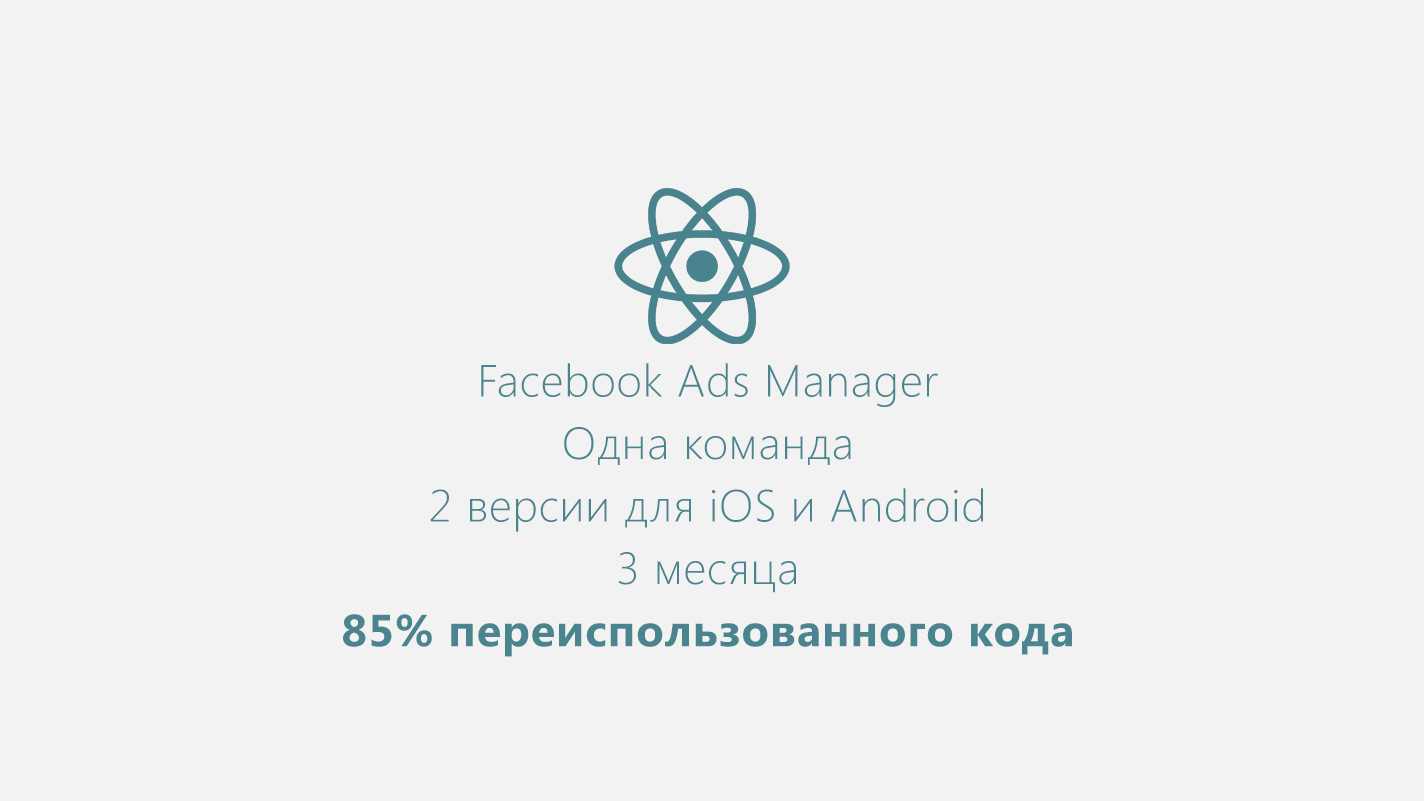 Facebook Ads Manager
Одна команда
2 версии для iOS и Android
3 месяца
85% переиспользованного кода